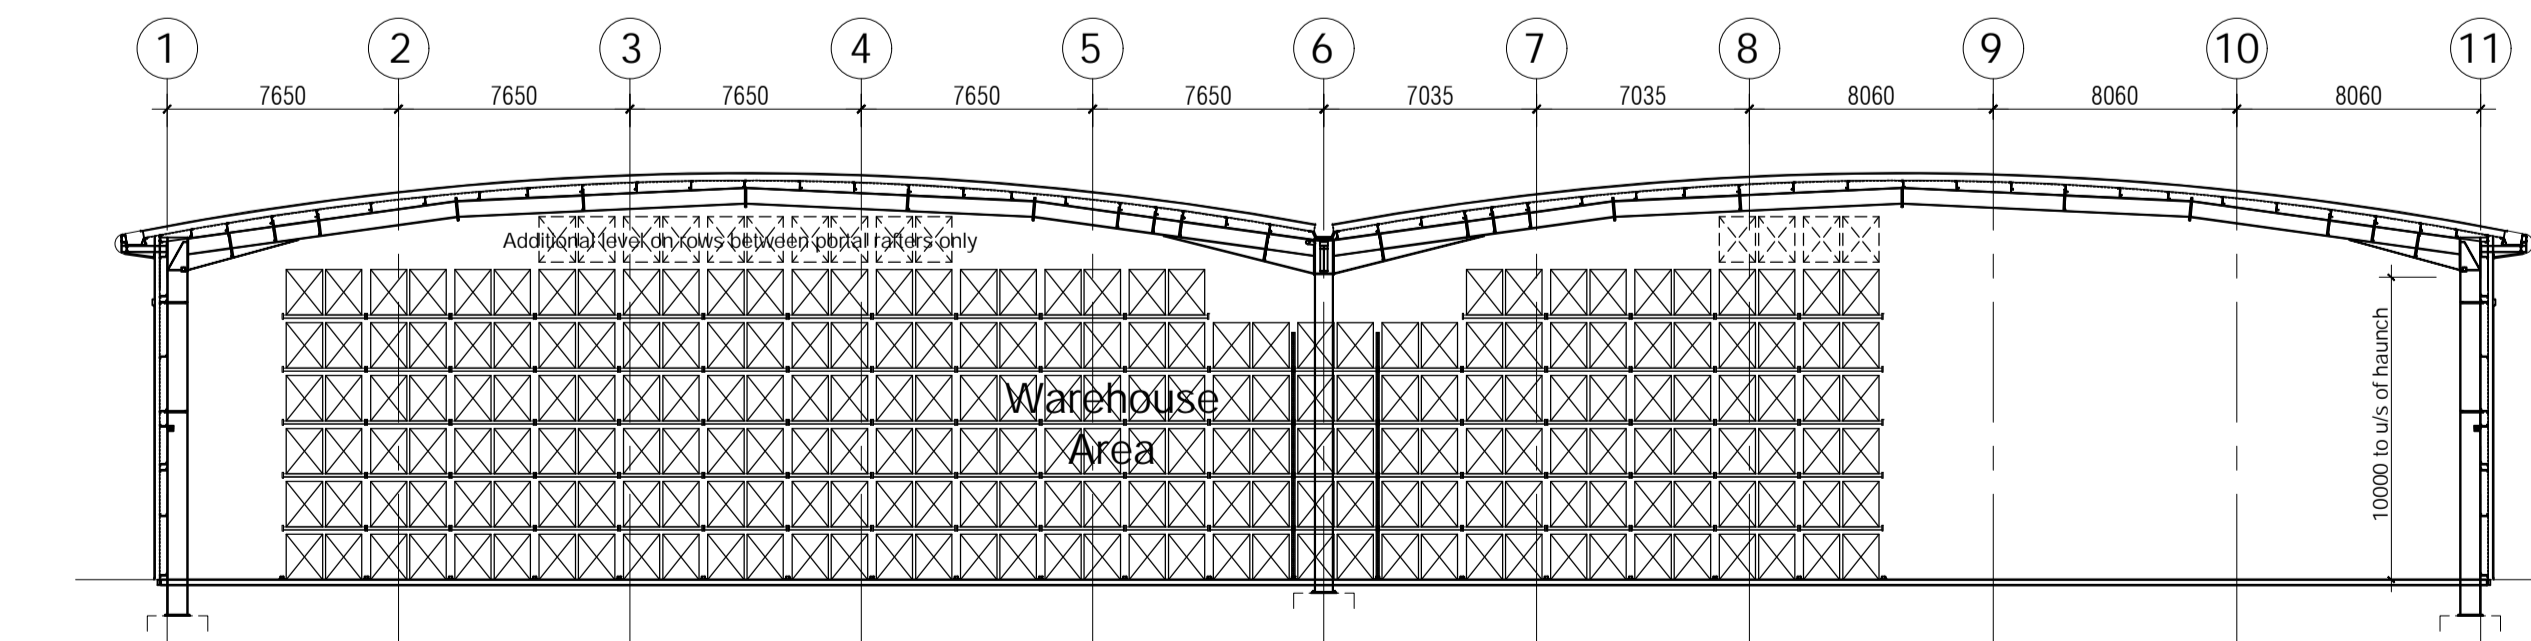 1 2 3 4 5 6 7 8 9 10 11
7650 7650 7650 7650 7650 7035 7035 8060 8060 8060
Additional level on rows between portal rafters only
Warehouse
Area
10000 to u/s of haunch